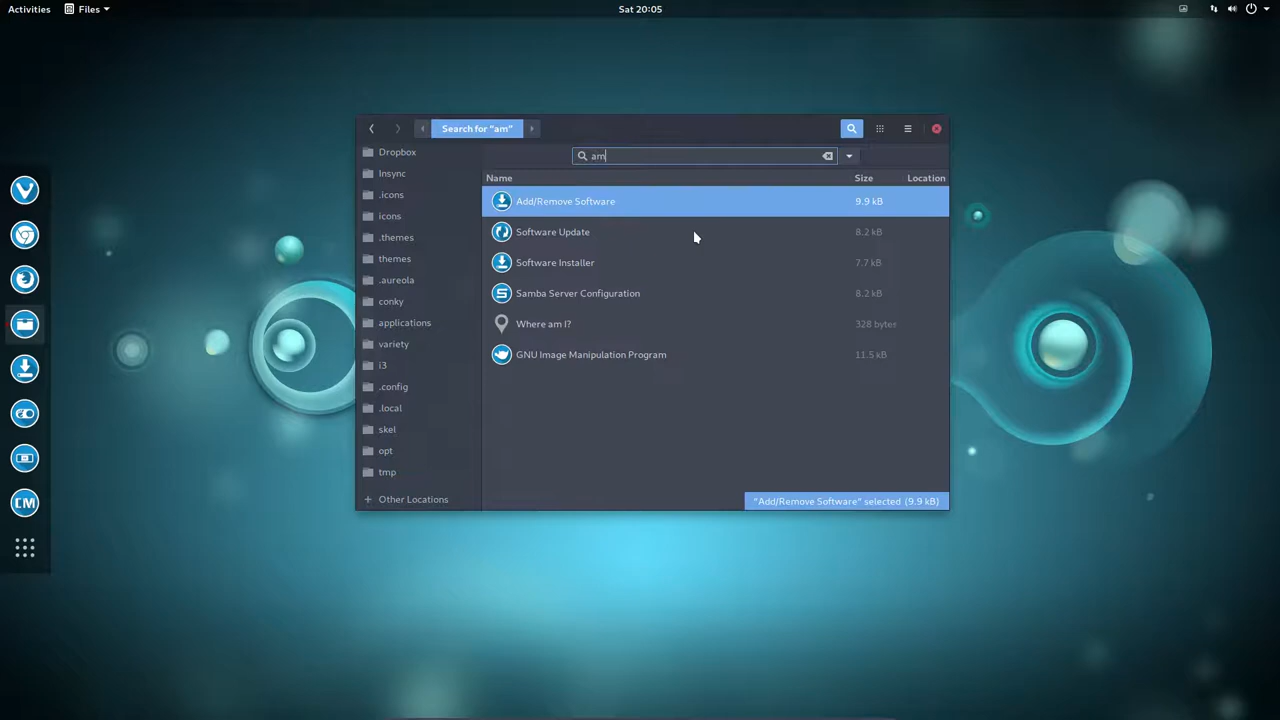 Activities Files Sat 20:05
Search for "am"
am
Name Size Location
Dropbox
Insync
.icons
icons
.themes
themes
.aureola
conky
applications
variety
i3
.config
.local
skel
opt
tmp
Other Locations
Add/Remove Software 9.9 kB
Software Update 8.2 kB
Software Installer 7.7 kB
Samba Server Configuration 8.2 kB
Where am I? 328 bytes
GNU Image Manipulation Program 11.5 kB
"Add/Remove Software" selected (9.9 kB)
S
CM